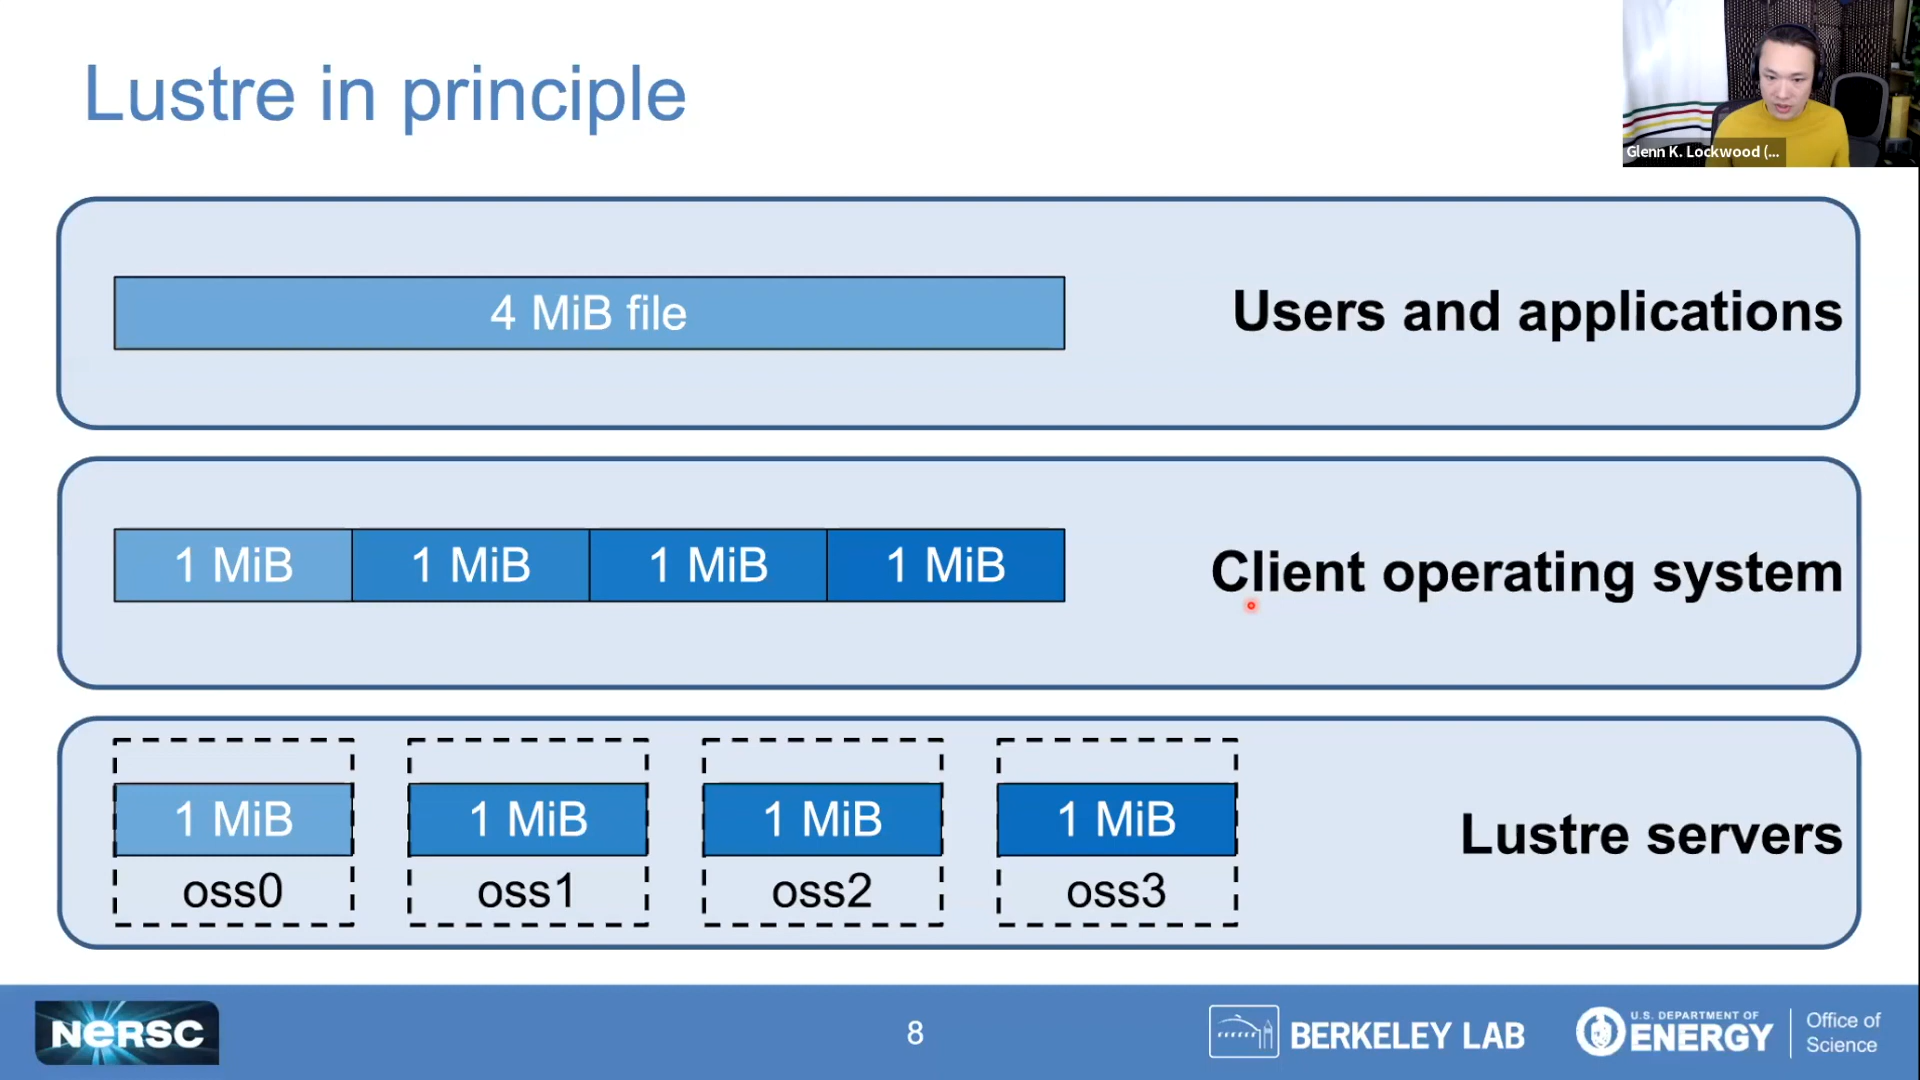 Lustre in principle
Glenn K. Lockwood (...
4 MiB file
Users and applications
1 MiB 1 MiB 1 MiB 1 MiB
Client operating system
1 MiB 1 MiB 1 MiB 1 MiB
oss0 oss1 oss2 oss3
Lustre servers
NERSC
8
BERKELEY LAB
U.S. DEPARTMENT OF
ENERGY
Office of
Science